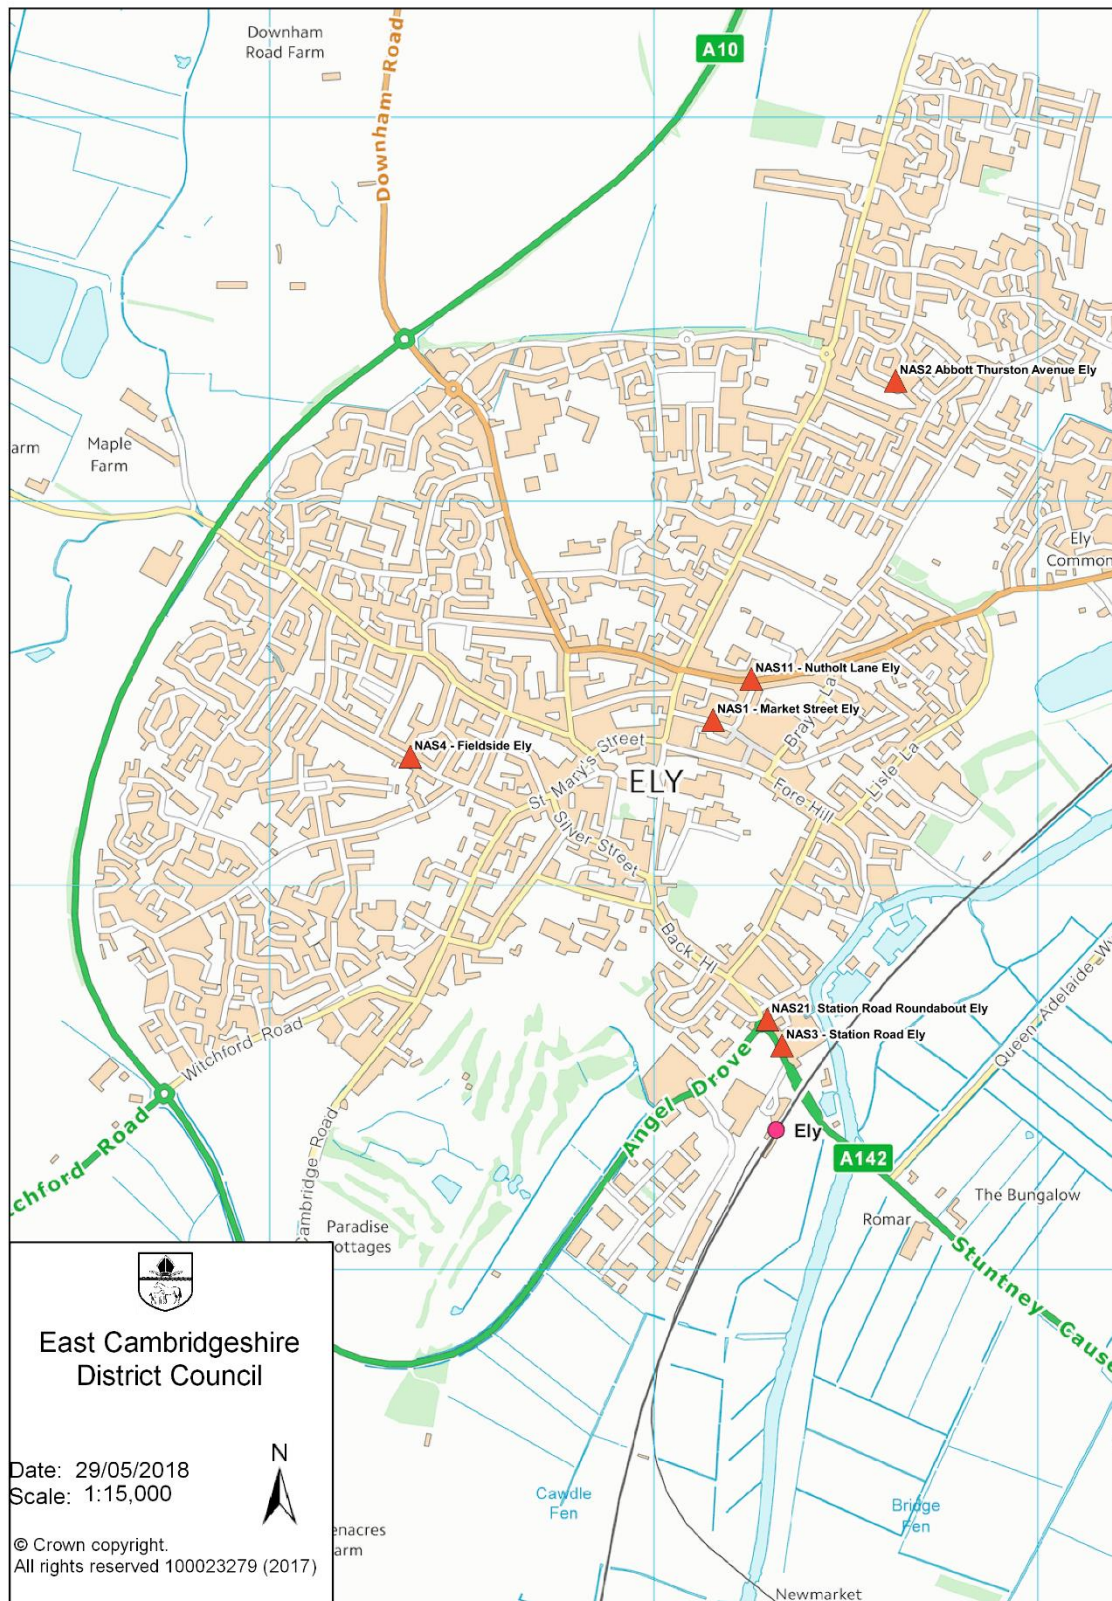 Downham
Road Farm
Downham Road
A10
NAS2 Abbott Thurston Avenue Ely
arm
Maple
Farm
Ely
Common
NAS11 - Nutholt Lane Ely
NAS1 - Market Street Ely
Bray La
NAS4 - Fieldside Ely
St Mary's Street
ELY
Lisle La
Fore Hill
Silver Street
Back Hl
NAS21 Station Road Roundabout Ely
NAS3 - Station Road Ely
Queen Adelaide Wy
Witchford Road
Angel Drove
Ely
A142
chford Road
Cambridge Road
The Bungalow
Romar
Paradise
ottages
Stuntney Cause
East Cambridgeshire
District Council
N
Date: 29/05/2018
Scale: 1:15,000
Cawdle
Fen
Bridge
Fen
enacres
arm
© Crown copyright.
All rights reserved 100023279 (2017)
Newmarket